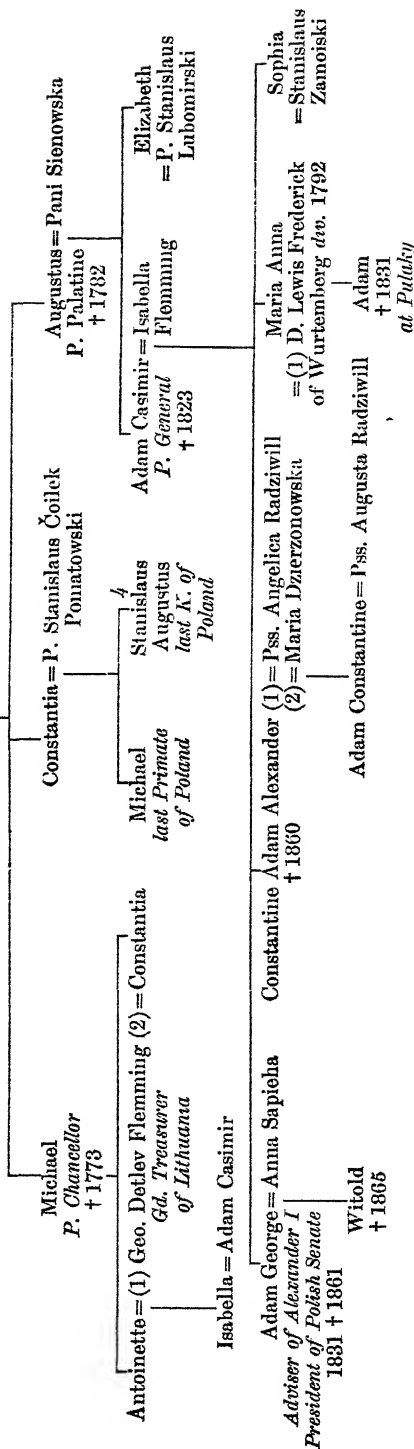 Michael
P. Chancellor
† 1773
Constantia = P. Stanislaus Čoilek
Poniatowski
Augustus = Pani Sienowska
P. Palatine
† 1782
Antoinette = (1) Geo. Detlev Flemming (2) = Constantia
Gd. Treasurer
of Lithuania
Michael
last Primate
of Poland
4
Stanislaus
Augustus
last K. of
Poland
Adam Casimir = Isabella
P. General Flemming
† 1823
Elizabeth
= P. Stanislaus
Lubomirski
Isabella = Adam Casimir
Adam George = Anna Sapieha
Adviser of Alexander I
President of Polish Senate
1831 † 1861
Constantine Adam Alexander (1) = Pss. Angelica Radziwill
† 1860 (2) = Maria Dzierzonowska
Maria Anna
= (1) D. Lewis Frederick
of Wurtemberg div. 1792
Sophia
= Stanislaus
Zamoiski
Witold
† 1865
Adam Constantine = Pss. Augusta Radziwill
Adam
† 1831
at Pulaky